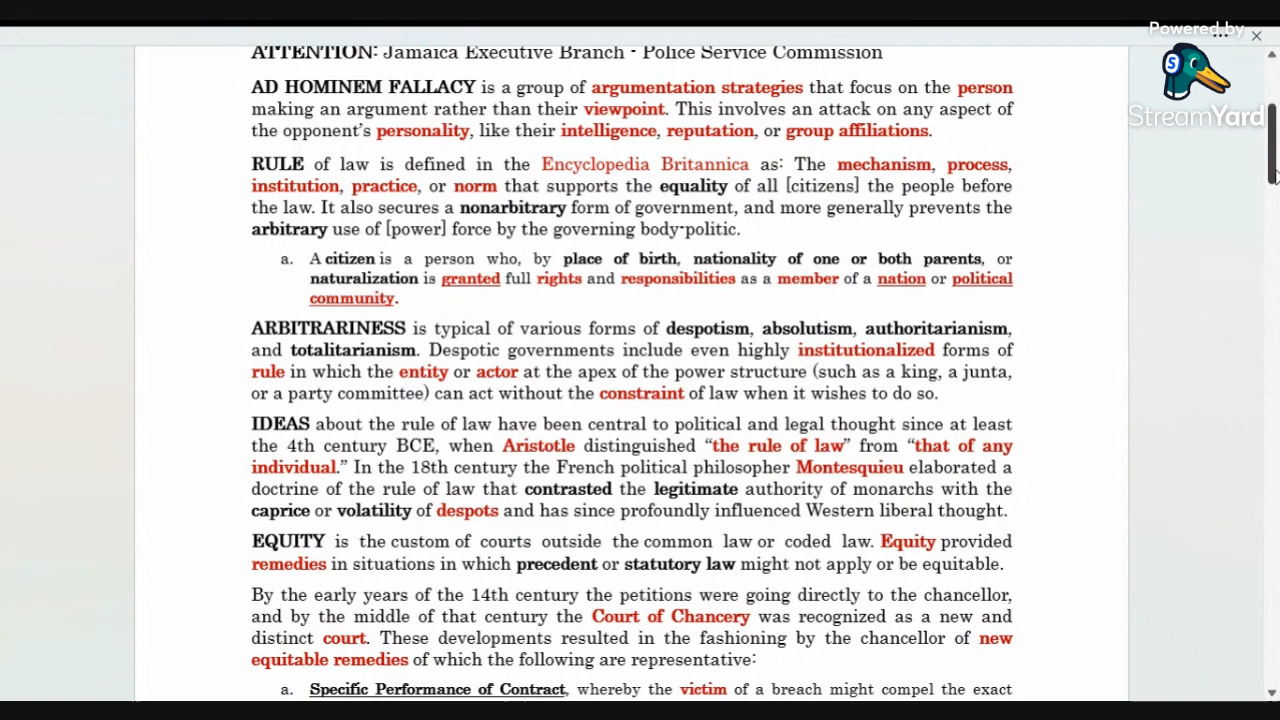 Powered by
StreamYard
ATTENTION: Jamaica Executive Branch - Police Service Commission
AD HOMINEM FALLACY is a group of argumentation strategies that focus on the person
making an argument rather than their viewpoint. This involves an attack on any aspect of
the opponent's personality, like their intelligence, reputation, or group affiliations.
RULE of law is defined in the Encyclopedia Britannica as: The mechanism, process,
institution, practice, or norm that supports the equality of all [citizens] the people before
the law. It also secures a nonarbitrary form of government, and more generally prevents the
arbitrary use of [power] force by the governing body-politic.
a. A citizen is a person who, by place of birth, nationality of one or both parents, or
naturalization is granted full rights and responsibilities as a member of a nation or political
community.
ARBITRARINESS is typical of various forms of despotism, absolutism, authoritarianism,
and totalitarianism. Despotic governments include even highly institutionalized forms of
rule in which the entity or actor at the apex of the power structure (such as a king, a junta,
or a party committee) can act without the constraint of law when it wishes to do so.
IDEAS about the rule of law have been central to political and legal thought since at least
the 4th century BCE, when Aristotle distinguished “the rule of law” from “that of any
individual.” In the 18th century the French political philosopher Montesquieu elaborated a
doctrine of the rule of law that contrasted the legitimate authority of monarchs with the
caprice or volatility of despots and has since profoundly influenced Western liberal thought.
EQUITY is the custom of courts outside the common law or coded law. Equity provided
remedies in situations in which precedent or statutory law might not apply or be equitable.
By the early years of the 14th century the petitions were going directly to the chancellor,
and by the middle of that century the Court of Chancery was recognized as a new and
distinct court. These developments resulted in the fashioning by the chancellor of new
equitable remedies of which the following are representative:
a. Specific Performance of Contract, whereby the victim of a breach might compel the exact